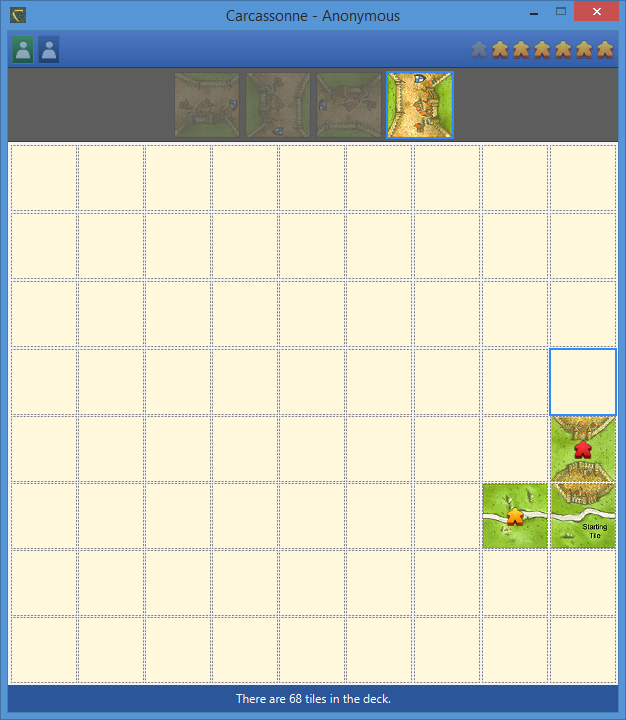 Carcassonne - Anonymous
Starting
Tile
There are 68 tiles in the deck.